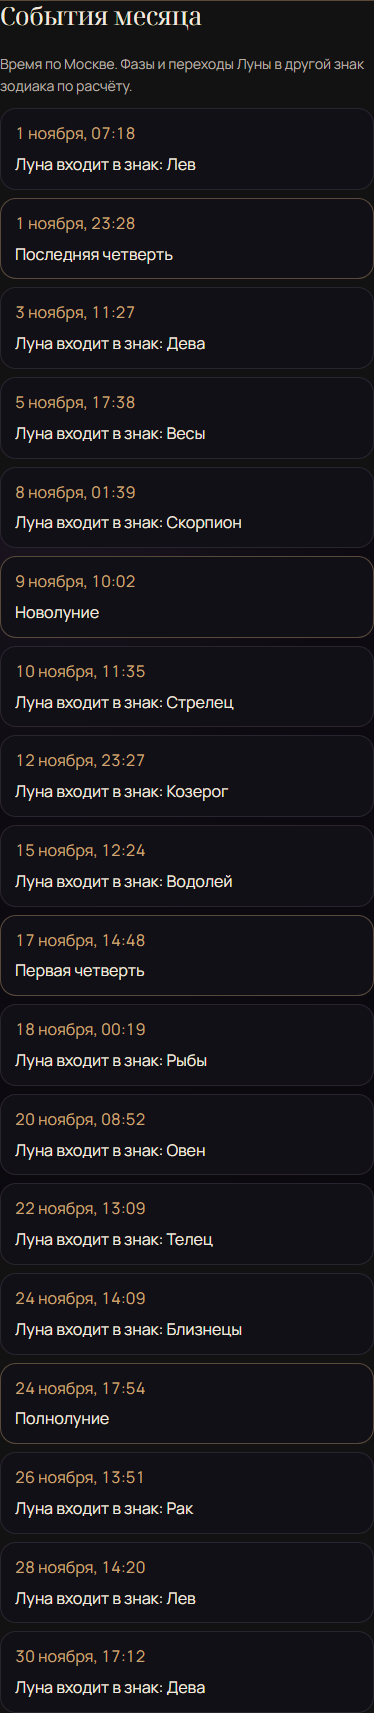 События месяца
Время по Москве. Фазы и переходы Луны в другой знак
зодиака по расчёту.
1 ноября, 07:18
Луна входит в знак: Лев
1 ноября, 23:28
Последняя четверть
3 ноября, 11:27
Луна входит в знак: Дева
5 ноября, 17:38
Луна входит в знак: Весы
8 ноября, 01:39
Луна входит в знак: Скорпион
9 ноября, 10:02
Новолуние
10 ноября, 11:35
Луна входит в знак: Стрелец
12 ноября, 23:27
Луна входит в знак: Козерог
15 ноября, 12:24
Луна входит в знак: Водолей
17 ноября, 14:48
Первая четверть
18 ноября, 00:19
Луна входит в знак: Рыбы
20 ноября, 08:52
Луна входит в знак: Овен
22 ноября, 13:09
Луна входит в знак: Телец
24 ноября, 14:09
Луна входит в знак: Близнецы
24 ноября, 17:54
Полнолуние
26 ноября, 13:51
Луна входит в знак: Рак
28 ноября, 14:20
Луна входит в знак: Лев
30 ноября, 17:12
Луна входит в знак: Дева